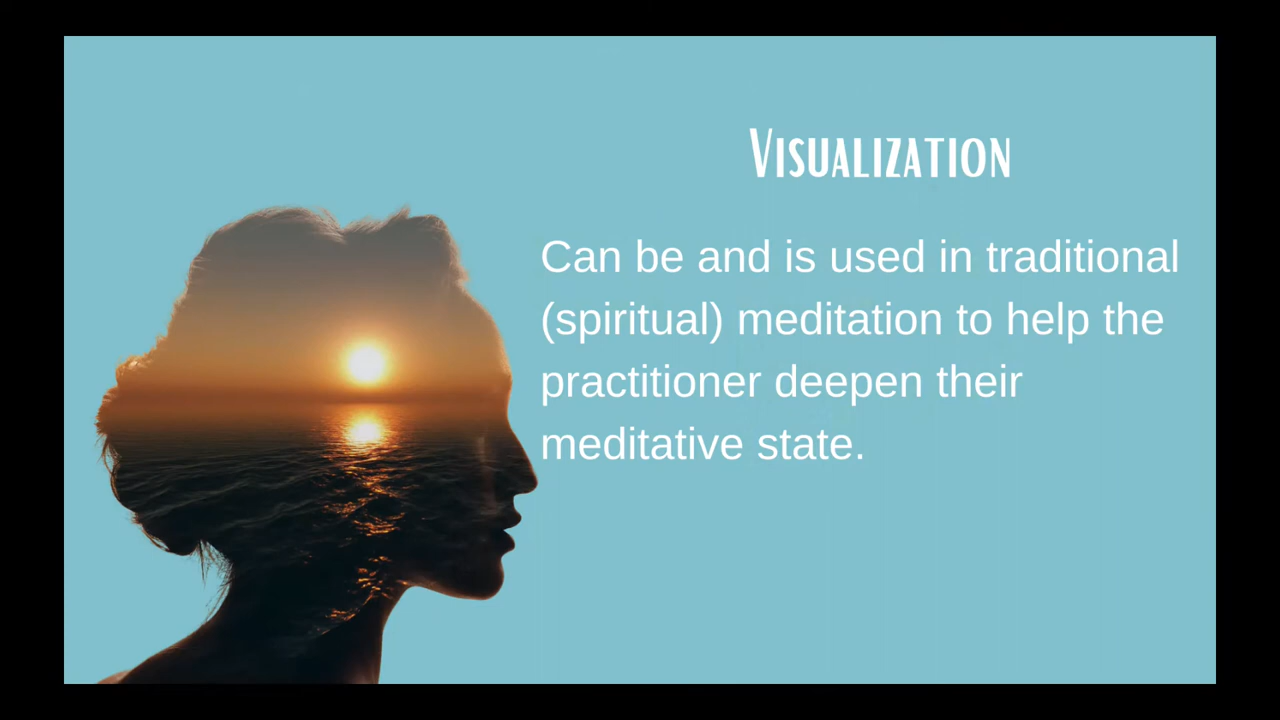 Visualization
Can be and is used in traditional
(spiritual) meditation to help the
practitioner deepen their
meditative state.